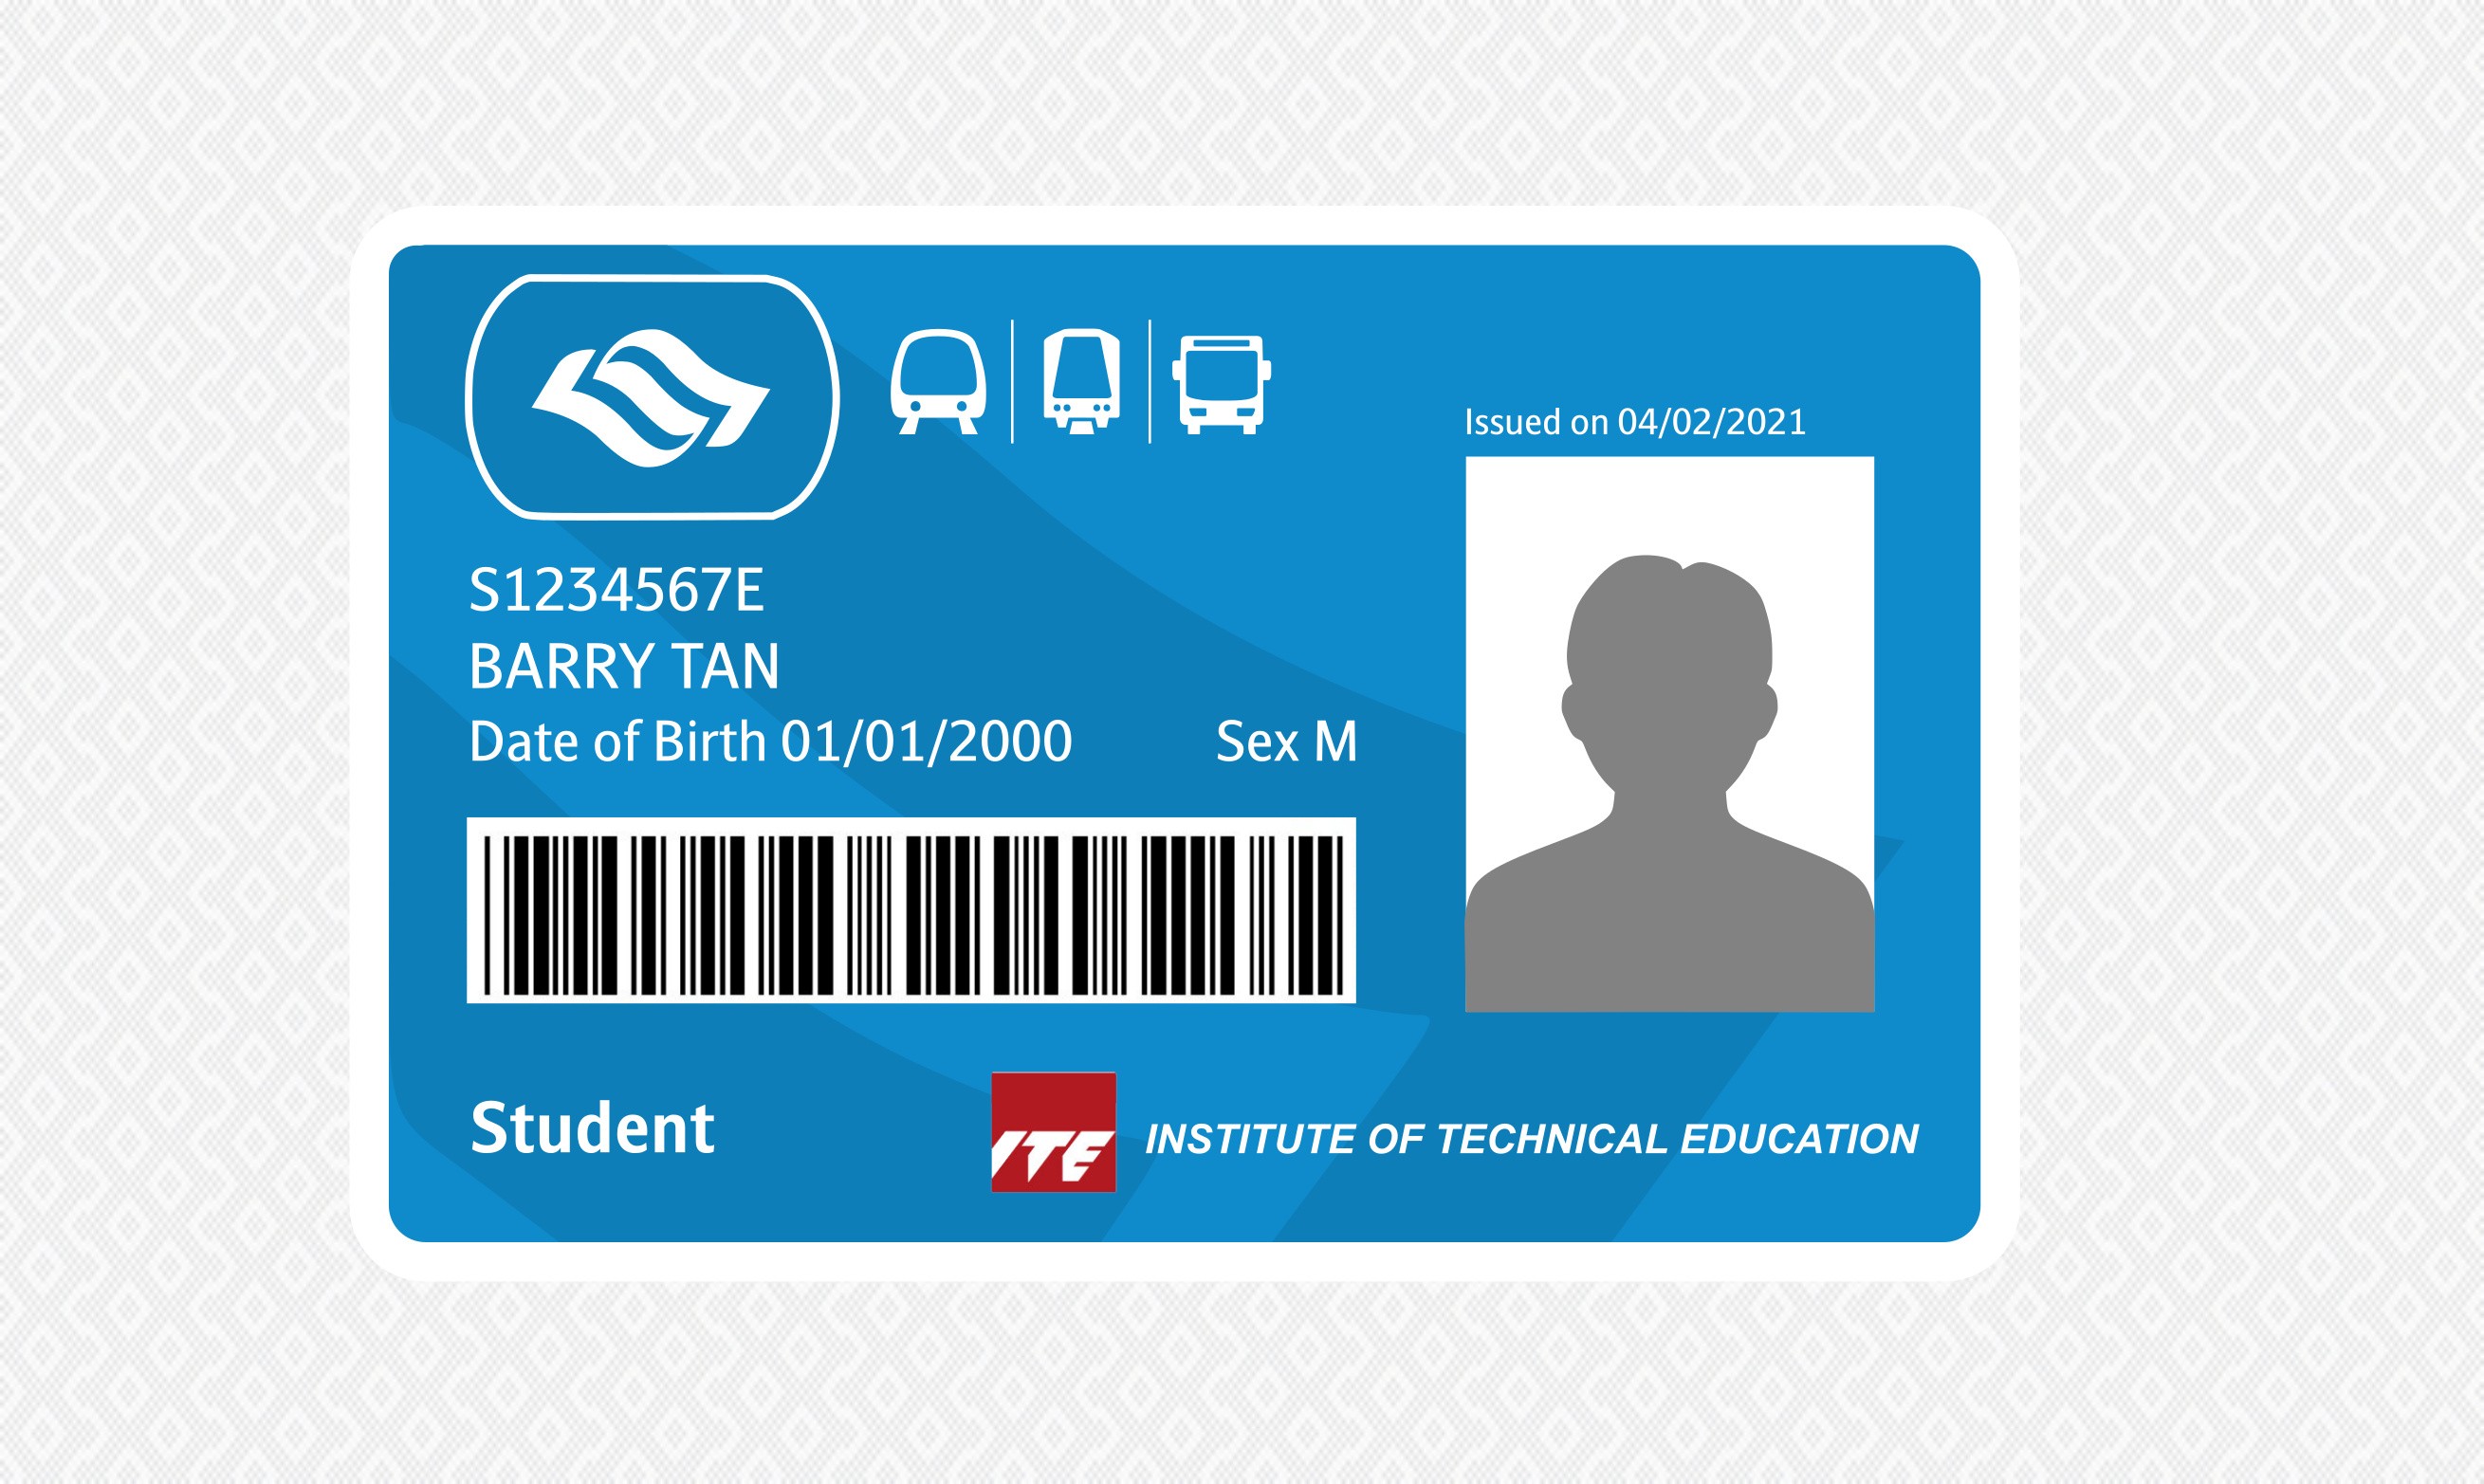 Issued on 04/02/2021
S1234567E
BARRY TAN
Date of Birth 01/01/2000 Sex M
Student
ITE INSTITUTE OF TECHNICAL EDUCATION